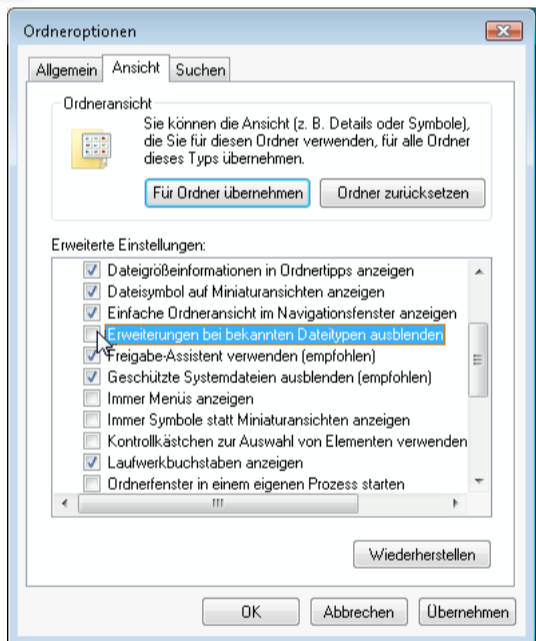 Ordneroptionen
Allgemein Ansicht Suchen
Ordneransicht
Sie können die Ansicht (z. B. Details oder Symbole),
die Sie für diesen Ordner verwenden, für alle Ordner
dieses Typs übernehmen.
Für Ordner übernehmen Ordner zurücksetzen
Erweiterte Einstellungen:
Dateigrößeinformationen in Ordnertipps anzeigen
Dateisymbol auf Miniaturansichten anzeigen
Einfache Ordneransicht im Navigationsfenster anzeigen
Erweiterungen bei bekannten Dateitypen ausblenden
Freigabe-Assistent verwenden (empfohlen)
Geschützte Systemdateien ausblenden (empfohlen)
Immer Menüs anzeigen
Immer Symbole statt Miniaturansichten anzeigen
Kontrollkästchen zur Auswahl von Elementen verwenden
Laufwerkbuchstaben anzeigen
Ordnerfenster in einem eigenen Prozess starten
Wiederherstellen
OK Abbrechen Übernehmen